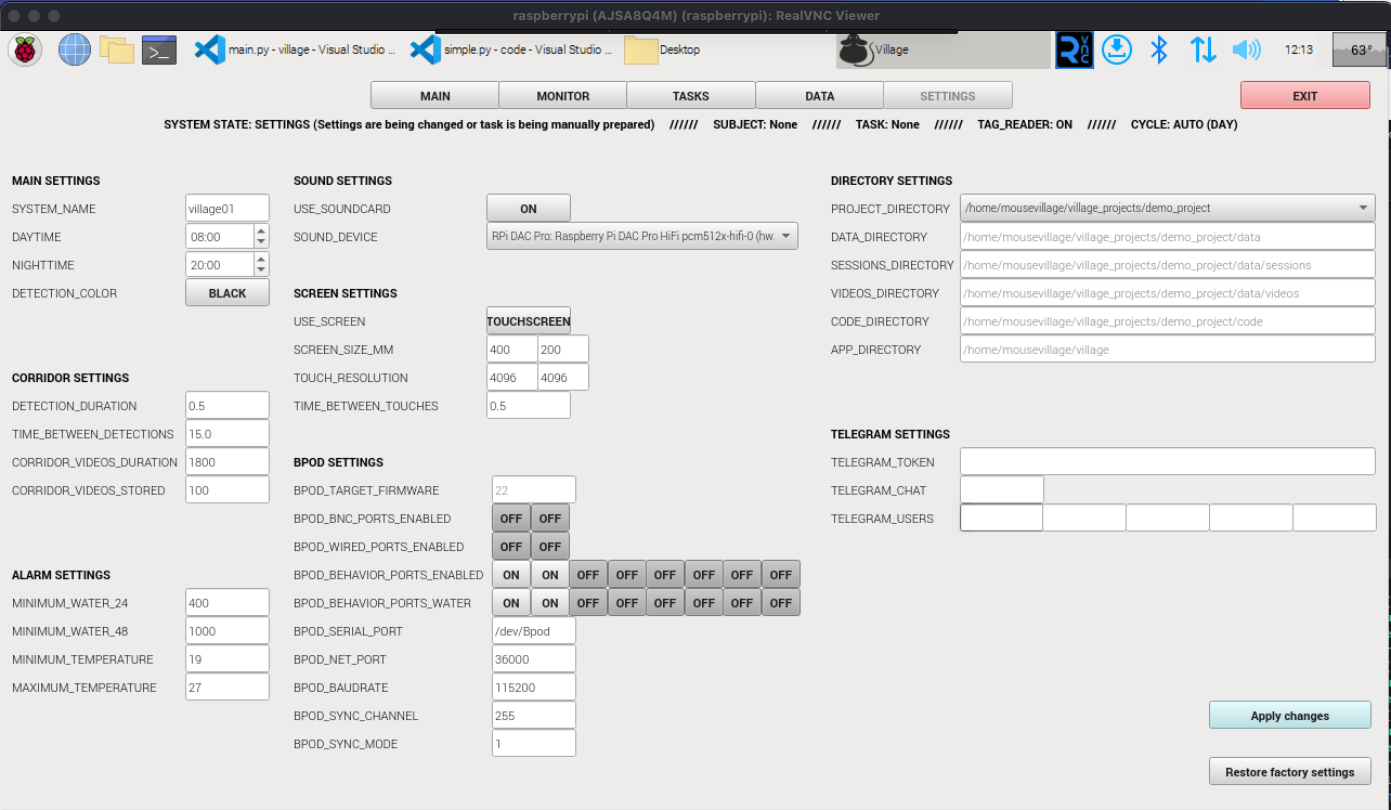 raspberrypi (AJSA8Q4M) (raspberrypi): RealVNC Viewer
main.py - village - Visual Studio ... simple.py - code - Visual Studio ... Desktop Village 12:13 63°
MAIN MONITOR TASKS DATA SETTINGS EXIT
SYSTEM STATE: SETTINGS (Settings are being changed or task is being manually prepared) ////// SUBJECT: None ////// TASK: None ////// TAG_READER: ON ////// CYCLE: AUTO (DAY)
MAIN SETTINGS
SYSTEM_NAME village01
DAYTIME 08:00
NIGHTTIME 20:00
DETECTION_COLOR BLACK
CORRIDOR SETTINGS
DETECTION_DURATION 0.5
TIME_BETWEEN_DETECTIONS 15.0
CORRIDOR_VIDEOS_DURATION 1800
CORRIDOR_VIDEOS_STORED 100
ALARM SETTINGS
MINIMUM_WATER_24 400
MINIMUM_WATER_48 1000
MINIMUM_TEMPERATURE 19
MAXIMUM_TEMPERATURE 27
SOUND SETTINGS
USE_SOUNDCARD ON
SOUND_DEVICE RPi DAC Pro: Raspberry Pi DAC Pro HiFi pcm512x-hifi-0 (hw:
SCREEN SETTINGS
USE_SCREEN TOUCHSCREEN
SCREEN_SIZE_MM 400 200
TOUCH_RESOLUTION 4096 4096
TIME_BETWEEN_TOUCHES 0.5
BPOD SETTINGS
BPOD_TARGET_FIRMWARE 22
BPOD_BNC_PORTS_ENABLED OFF OFF
BPOD_WIRED_PORTS_ENABLED OFF OFF
BPOD_BEHAVIOR_PORTS_ENABLED ON ON OFF OFF OFF OFF OFF OFF
BPOD_BEHAVIOR_PORTS_WATER ON ON OFF OFF OFF OFF OFF OFF
BPOD_SERIAL_PORT /dev/Bpod
BPOD_NET_PORT 36000
BPOD_BAUDRATE 115200
BPOD_SYNC_CHANNEL 255
BPOD_SYNC_MODE 1
DIRECTORY SETTINGS
PROJECT_DIRECTORY /home/mousevillage/village_projects/demo_project
DATA_DIRECTORY /home/mousevillage/village_projects/demo_project/data
SESSIONS_DIRECTORY /home/mousevillage/village_projects/demo_project/data/sessions
VIDEOS_DIRECTORY /home/mousevillage/village_projects/demo_project/data/videos
CODE_DIRECTORY /home/mousevillage/village_projects/demo_project/code
APP_DIRECTORY /home/mousevillage/village
TELEGRAM SETTINGS
TELEGRAM_TOKEN
TELEGRAM_CHAT
TELEGRAM_USERS
Apply changes
Restore factory settings